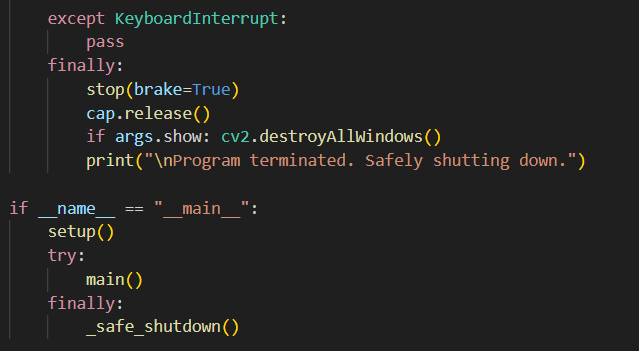 except KeyboardInterrupt:
pass
finally:
stop(brake=True)
cap.release()
if args.show: cv2.destroyAllWindows()
print("\nProgram terminated. Safely shutting down.")
if __name__ == "__main__":
setup()
try:
main()
finally:
_safe_shutdown()